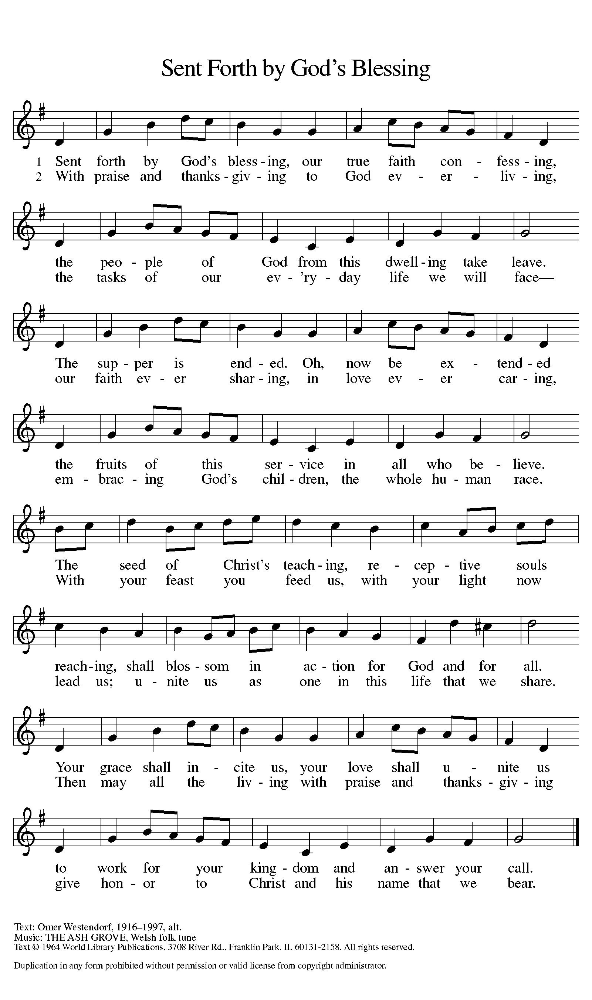 Sent Forth by God's Blessing
1 Sent forth by God's bless - ing, our true faith con - fess - ing,
2 With praise and thanks - giv - ing to God ev - er - liv - ing,
the peo - ple of God from this dwell - ing take leave.
the tasks of our ev - 'ry - day life we will face—
The sup - per is end - ed. Oh, now be ex - tend - ed
our faith ev - er shar - ing, in love ev - er car - ing,
the fruits of this ser - vice in all who be - lieve.
em - brac - ing God's chil - dren, the whole hu - man race.
The seed of Christ's teach - ing, re - cep - tive souls
With your feast you feed us, with your light now
reach - ing, shall blos - som in ac - tion for God and for all.
lead us; u - nite us as one in this life that we share.
Your grace shall in - cite us, your love shall u - nite us
Then may all the liv - ing with praise and thanks - giv - ing
to work for your king - dom and an - swer your call.
give hon - or to Christ and his name that we bear.
Text: Omer Westendorf, 1916–1997, alt.
Music: THE ASH GROVE, Welsh folk tune
Text © 1964 World Library Publications, 3708 River Rd., Franklin Park, IL 60131-2158. All rights reserved.
Duplication in any form prohibited without permission or valid license from copyright administrator.